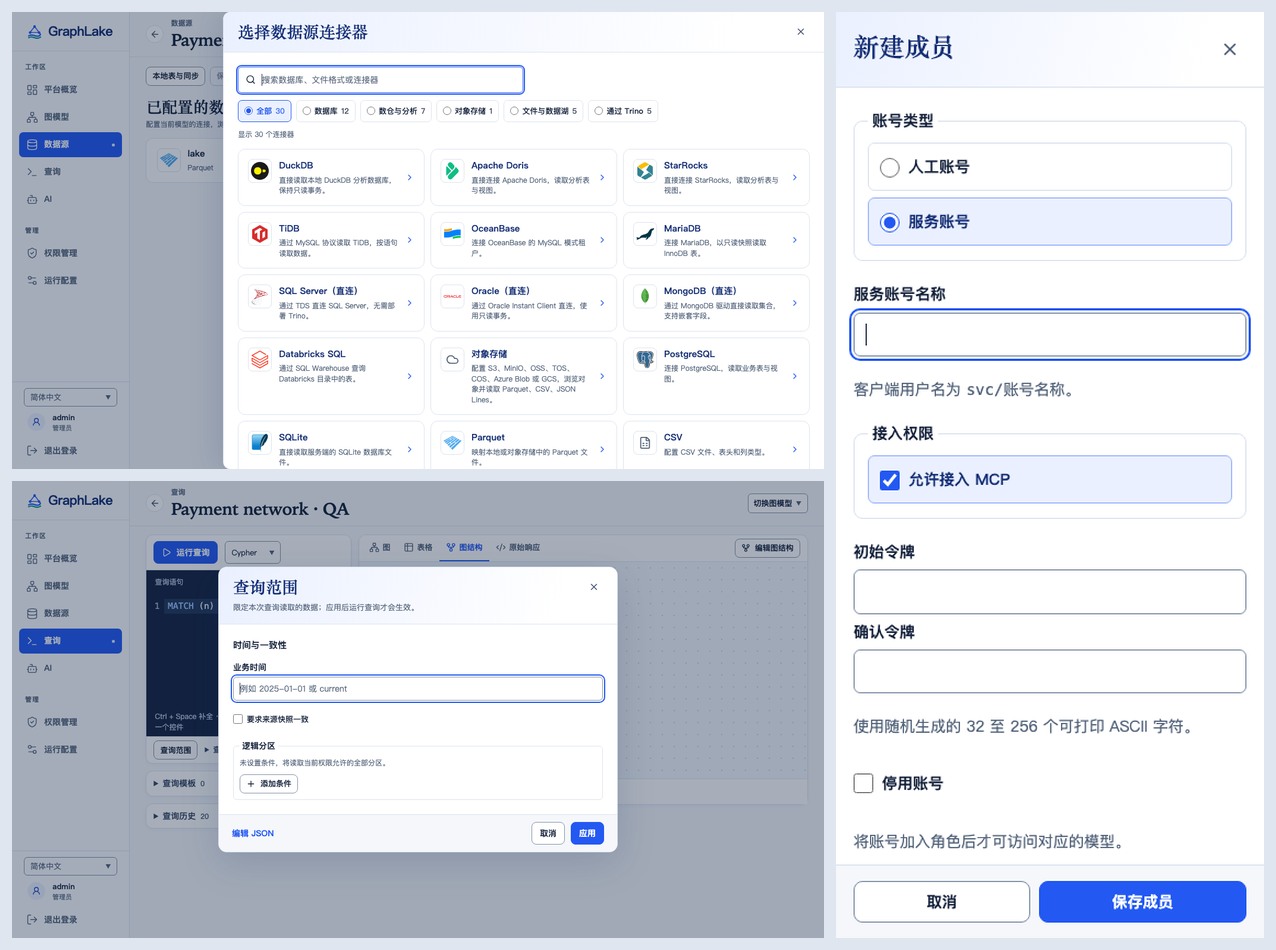 GraphLake
工作区
平台概览
图模型
数据源
查询
AI
管理
权限管理
运行配置
简体中文
admin
管理员
退出登录
数据源
Payme
本地表与同步
已配置的数
配置当前模型的连接，
lake
Parquet
选择数据源连接器
搜索数据库、文件格式或连接器
全部 30
数据库 12
数仓与分析 7
对象存储 1
文件与数据湖 5
通过 Trino 5
显示 30 个连接器
DuckDB
直接读取本地 DuckDB 分析数据库，
保持只读事务。
Apache Doris
直接连接 Apache Doris，读取分析表
与视图。
StarRocks
直接连接 StarRocks，读取分析表与
视图。
TiDB
通过 MySQL 协议读取 TiDB，按语句
读取数据。
OceanBase
连接 OceanBase 的 MySQL 模式租
户。
MariaDB
连接 MariaDB，以只读快照读取
InnoDB 表。
SQL Server（直连）
通过 TDS 直连 SQL Server，无需部
署 Trino。
Oracle（直连）
通过 Oracle Instant Client 直连，使
用只读事务。
ORACLE
MongoDB（直连）
通过 MongoDB 驱动直接读取集合，
支持嵌套字段。
Databricks SQL
通过 SQL Warehouse 查询
Databricks 目录中的表。
对象存储
配置 S3、MinIO、OSS、TOS、
COS、Azure Blob 或 GCS，浏览对
象并读取 Parquet、CSV、JSON
Lines。
PostgreSQL
连接 PostgreSQL，读取业务表与视
图。
SQLite
直接读取服务端的 SQLite 数据库文
件。
Parquet
映射本地或对象存储中的 Parquet 文
件。
CSV
配置 CSV 文件、表头和列类型。
GraphLake
工作区
平台概览
图模型
数据源
查询
AI
管理
权限管理
运行配置
简体中文
admin
管理员
退出登录
查询
Payment network · QA
切换图模型
运行查询
Cypher
图
表格
图结构
原始响应
编辑图结构
查询语句
1 MATCH (n)
Ctrl + Space 补全 ·
一个控件
查询范围
查询模板 0
查询历史 20
查询范围
限定本次查询读取的数据；应用后运行查询才会生效。
时间与一致性
业务时间
例如 2025-01-01 或 current
要求来源快照一致
逻辑分区
未设置条件，将读取当前权限允许的全部分区。
添加条件
编辑 JSON
取消
应用
新建成员
账号类型
人工账号
服务账号
服务账号名称
客户端用户名为 svc/账号名称。
接入权限
允许接入 MCP
初始令牌
确认令牌
使用随机生成的 32 至 256 个可打印 ASCII 字符。
停用账号
将账号加入角色后才可访问对应的模型。
取消
保存成员